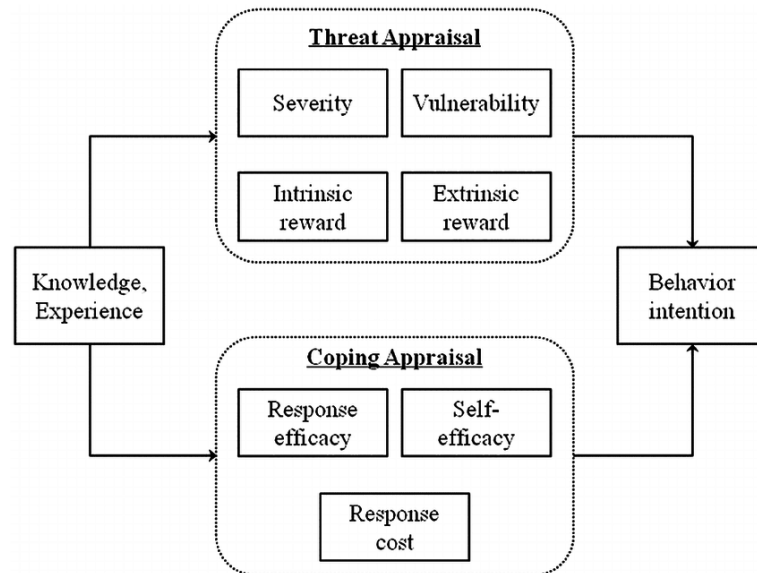 Threat Appraisal
Severity
Vulnerability
Intrinsic
reward
Extrinsic
reward
Knowledge,
Experience
Behavior
intention
Coping Appraisal
Response
efficacy
Self-
efficacy
Response
cost